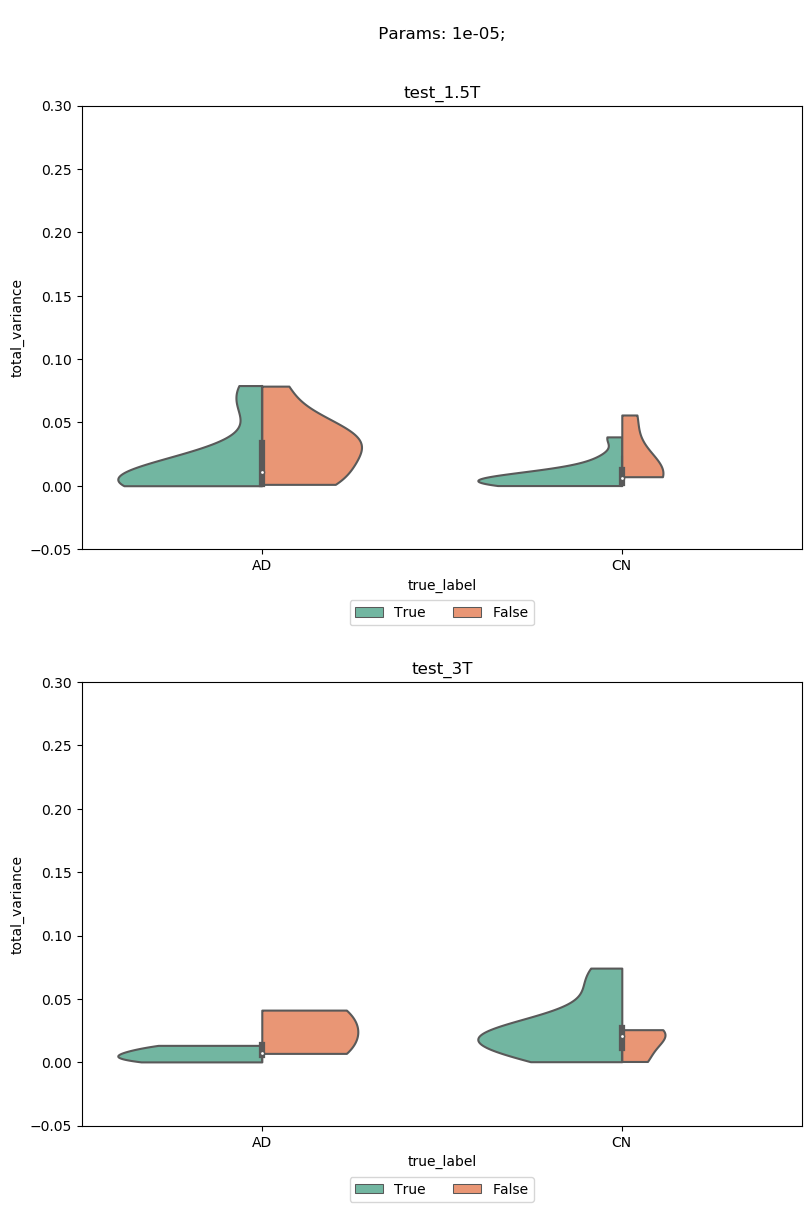 Params: 1e-05;
test_1.5T
0.30
0.25
0.20
0.15
0.10
0.05
0.00
−0.05
total_variance
AD CN
true_label
True False
test_3T
0.30
0.25
0.20
0.15
0.10
0.05
0.00
−0.05
total_variance
AD CN
true_label
True False